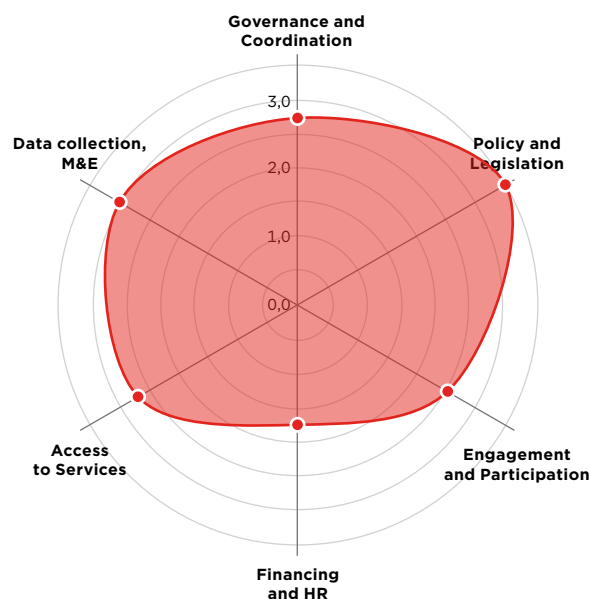 Governance and
Coordination
3,0
Data collection,
M&E
Policy and
Legislation
2,0
1,0
0,0
Access
to Services
Engagement
and Participation
Financing
and HR